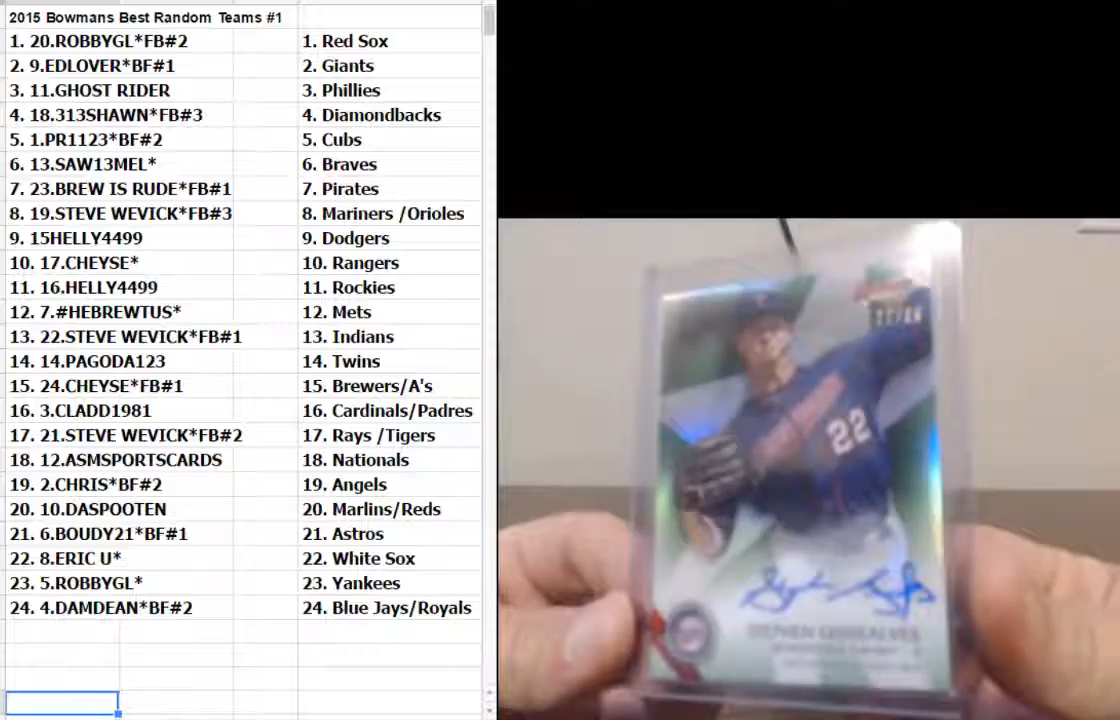 2015 Bowmans Best Random Teams #1
1. 20.ROBBYGL*FB#2 1. Red Sox
2. 9.EDLOVER*BF#1 2. Giants
3. 11.GHOST RIDER 3. Phillies
4. 18.313SHAWN*FB#3 4. Diamondbacks
5. 1.PR1123*BF#2 5. Cubs
6. 13.SAW13MEL* 6. Braves
7. 23.BREW IS RUDE*FB#1 7. Pirates
8. 19.STEVE WEVICK*FB#3 8. Mariners /Orioles
9. 15HELLY4499 9. Dodgers
10. 17.CHEYSE* 10. Rangers
11. 16.HELLY4499 11. Rockies
12. 7.#HEBREWTUS* 12. Mets
13. 22.STEVE WEVICK*FB#1 13. Indians
14. 14.PAGODA123 14. Twins
15. 24.CHEYSE*FB#1 15. Brewers/A's
16. 3.CLADD1981 16. Cardinals/Padres
17. 21.STEVE WEVICK*FB#2 17. Rays /Tigers
18. 12.ASMSPORTSCARDS 18. Nationals
19. 2.CHRIS*BF#2 19. Angels
20. 10.DASPOOTEN 20. Marlins/Reds
21. 6.BOUDY21*BF#1 21. Astros
22. 8.ERIC U* 22. White Sox
23. 5.ROBBYGL* 23. Yankees
24. 4.DAMDEAN*BF#2 24. Blue Jays/Royals
22
STEPHEN GONSALVES